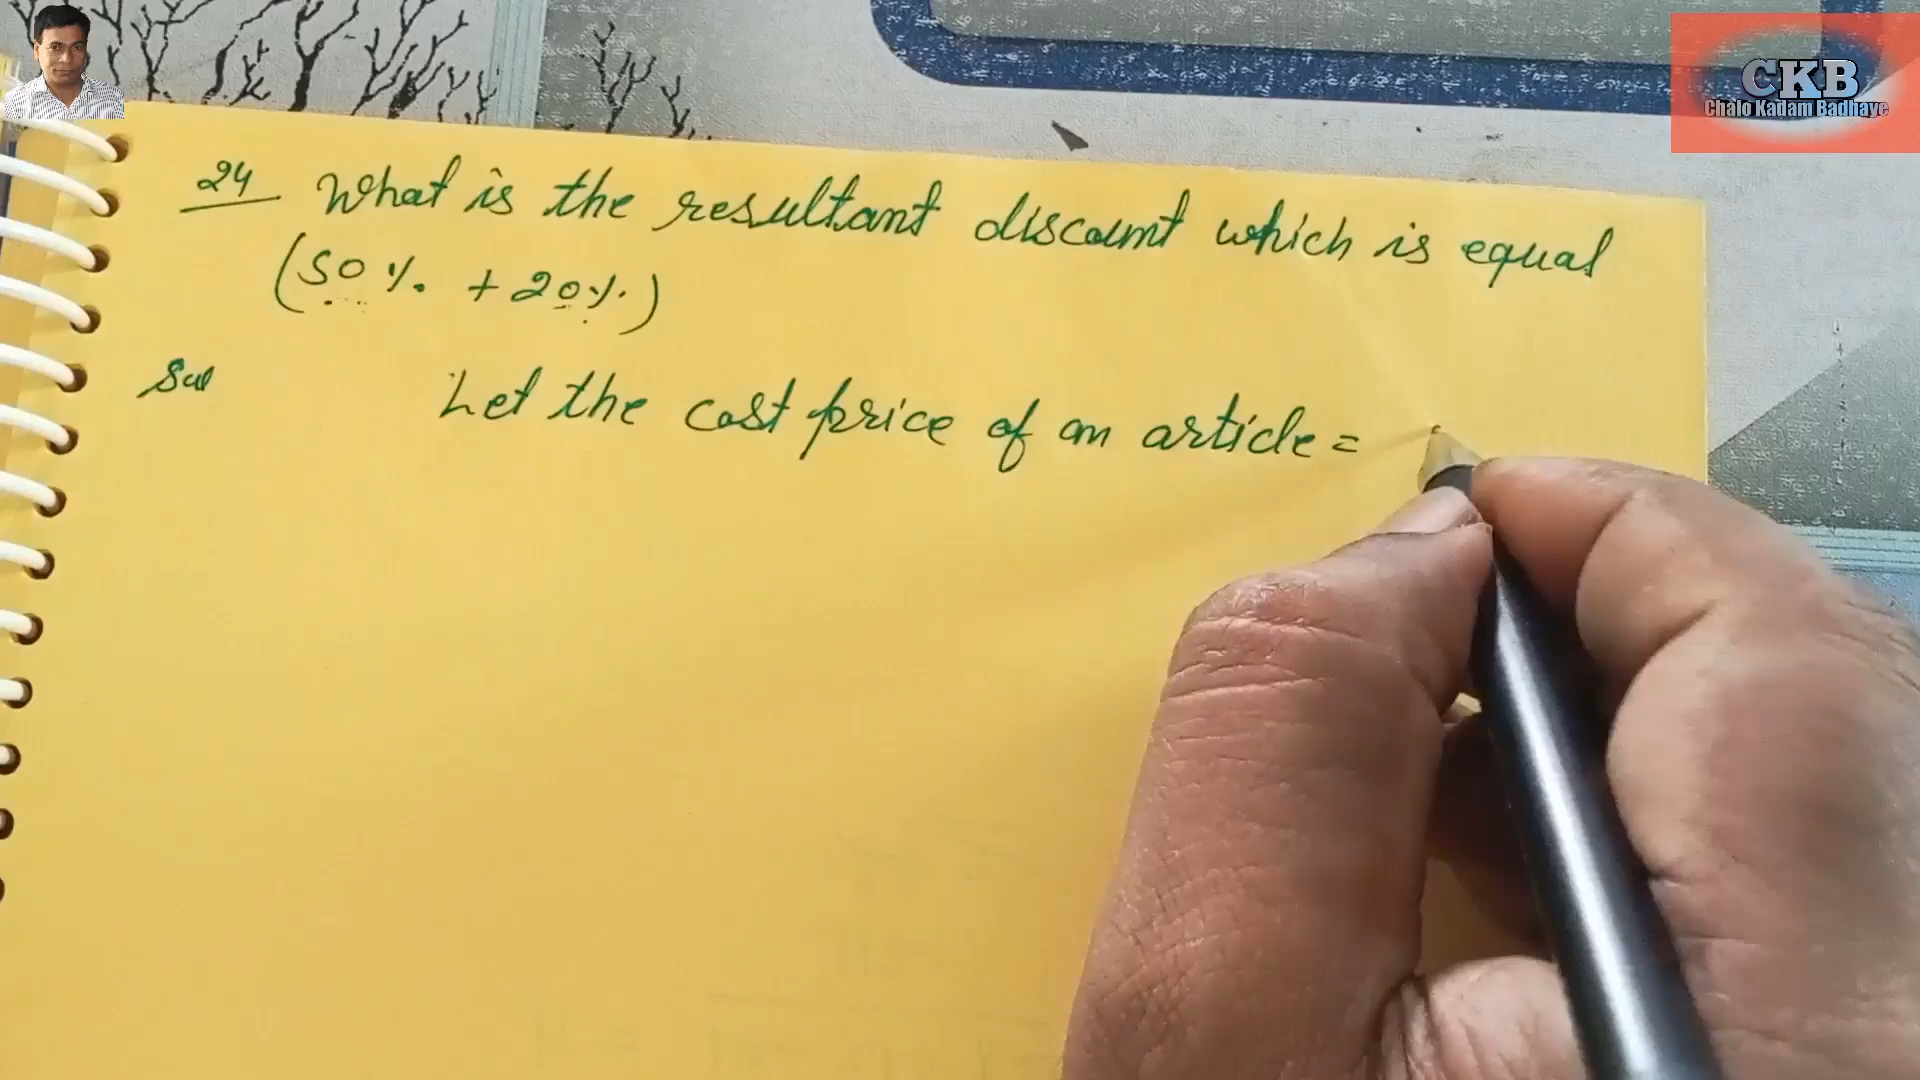 CKB
Chalo Kadam Badhaye
24 What is the resultant discount which is equal
(50% + 20%)
Sol
Let the cost price of an article =